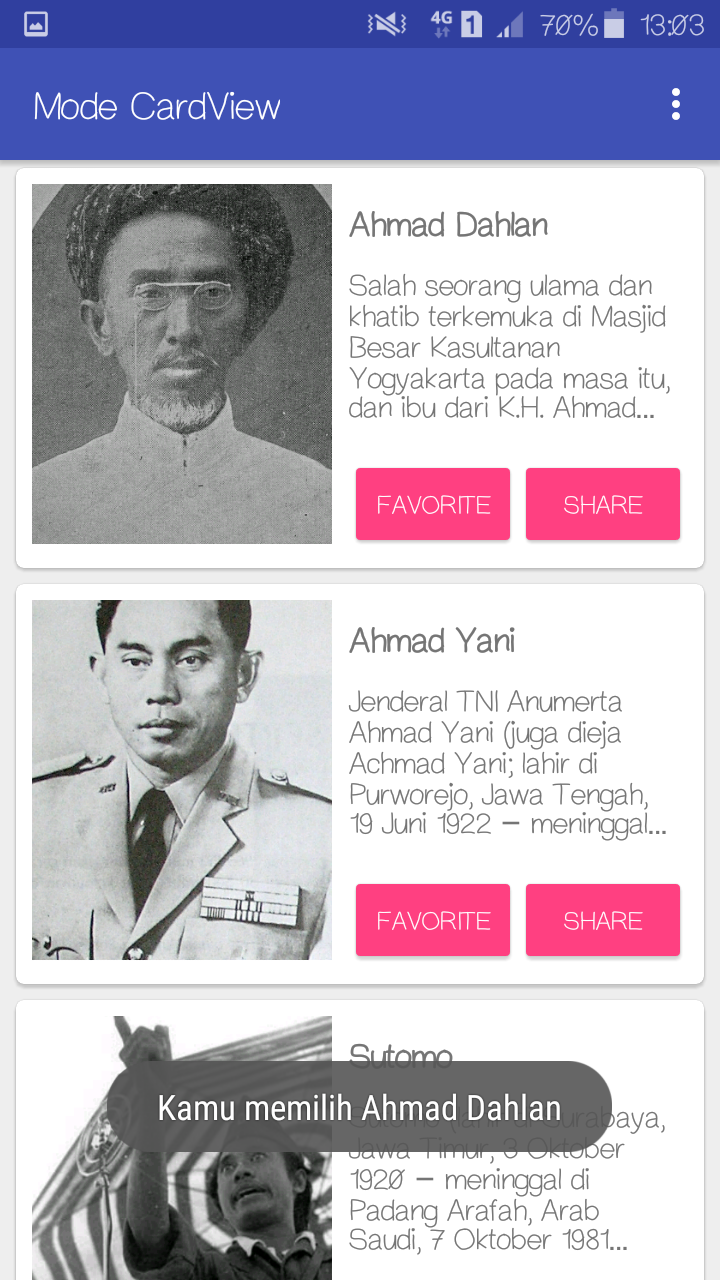 4G 1 70% 13:03
Mode CardView
Ahmad Dahlan
Salah seorang ulama dan
khatib terkemuka di Masjid
Besar Kasultanan
Yogyakarta pada masa itu,
dan ibu dari K.H. Ahmad...
FAVORITE SHARE
Ahmad Yani
Jenderal TNI Anumerta
Ahmad Yani (juga dieja
Achmad Yani; lahir di
Purworejo, Jawa Tengah,
19 Juni 1922 – meninggal...
FAVORITE SHARE
Sutomo
Kamu memilih Ahmad Dahlan
Sutomo (lahir di Surabaya,
Jawa Timur, 3 Oktober
1920 – meninggal di
Padang Arafah, Arab
Saudi, 7 Oktober 1981...